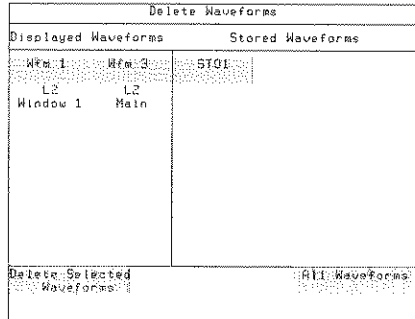 Delete Waveforms
Displayed Waveforms
Stored Waveforms
Wfm 1
Wfm 3
STO1
L2
L2
Window 1
Main
Delete Selected
Waveforms
All Waveforms